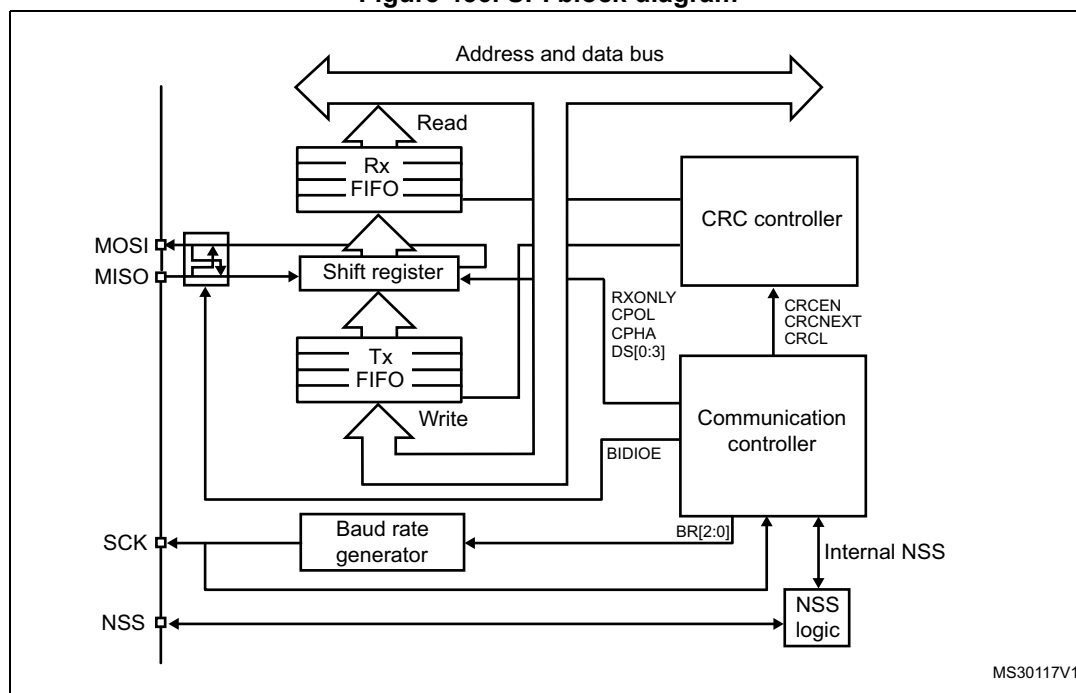 Address and data bus
Read
Rx
FIFO
CRC controller
MOSI
MISO
Shift register
RXONLY
CPOL
CPHA
DS[0:3]
CRCEN
CRCNEXT
CRCL
Tx
FIFO
Write
Communication
controller
BIDIOE
SCK
Baud rate
generator
BR[2:0]
Internal NSS
NSS
NSS
logic
MS30117V1